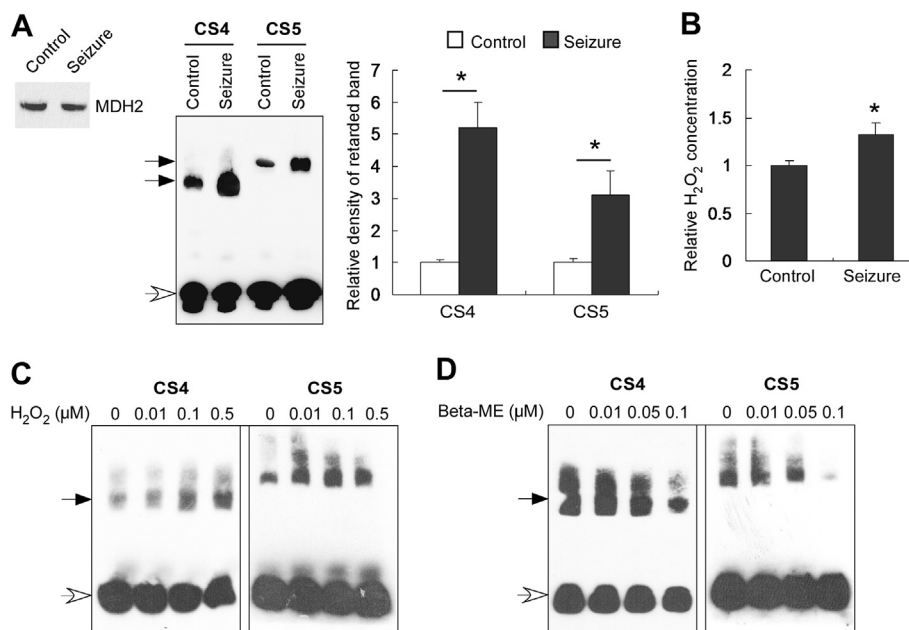 A
Control
Seizure
MDH2
CS4 CS5
Control
Seizure
Control
Seizure
Control Seizure
Relative density of retarded band
8
7
6
5
4
3
2
1
0
*
*
CS4 CS5
B
Relative H₂O₂ concentration
2
1.5
1
0.5
0
*
Control Seizure
C
CS4 CS5
H₂O₂ (μM) 0 0.01 0.1 0.5 0 0.01 0.1 0.5
D
CS4 CS5
Beta-ME (μM) 0 0.01 0.05 0.1 0 0.01 0.05 0.1